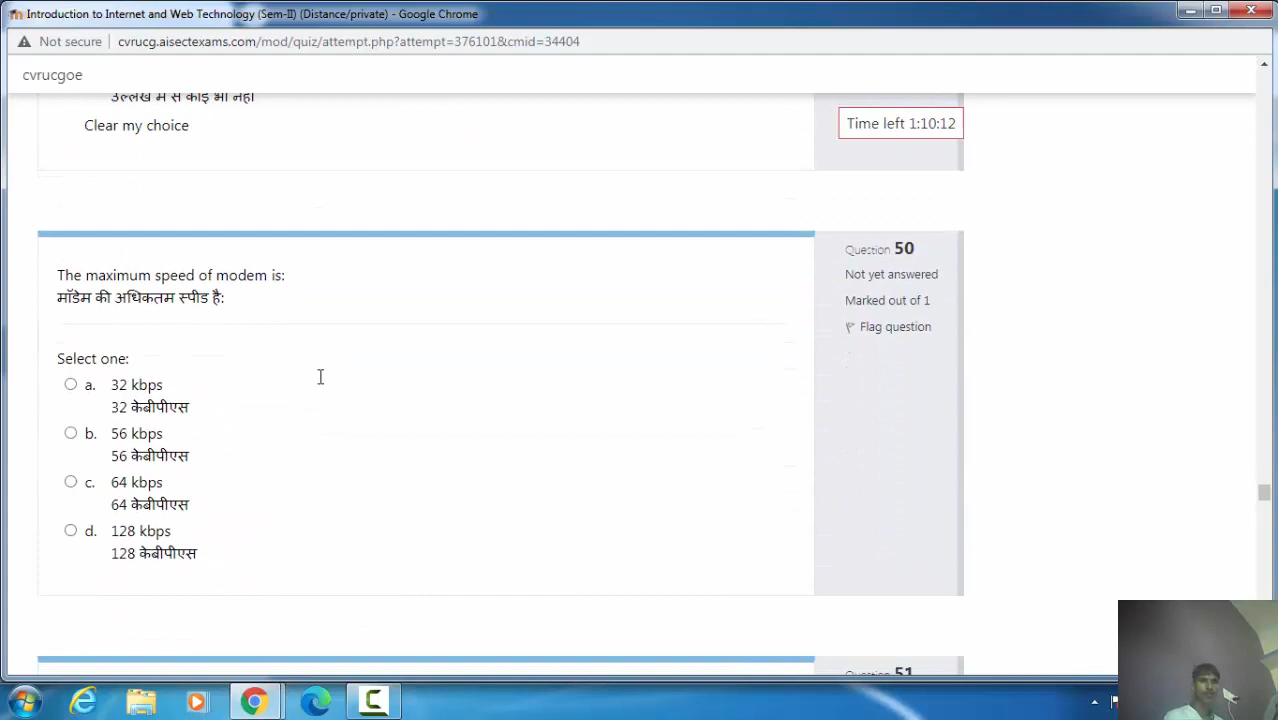 Introduction to Internet and Web Technology (Sem-II) (Distance/private) - Google Chrome
Not secure | cvrucg.aisectexams.com/mod/quiz/attempt.php?attempt=376101&cmid=34404
cvrucgoe
उल्लेख में से कोई भी नहीं
Clear my choice
Time left 1:10:12
Question 50
Not yet answered
Marked out of 1
Flag question
The maximum speed of modem is:
मॉडेम की अधिकतम स्पीड है:
Select one:
a. 32 kbps
32 केबीपीएस
b. 56 kbps
56 केबीपीएस
c. 64 kbps
64 केबीपीएस
d. 128 kbps
128 केबीपीएस
Question 51